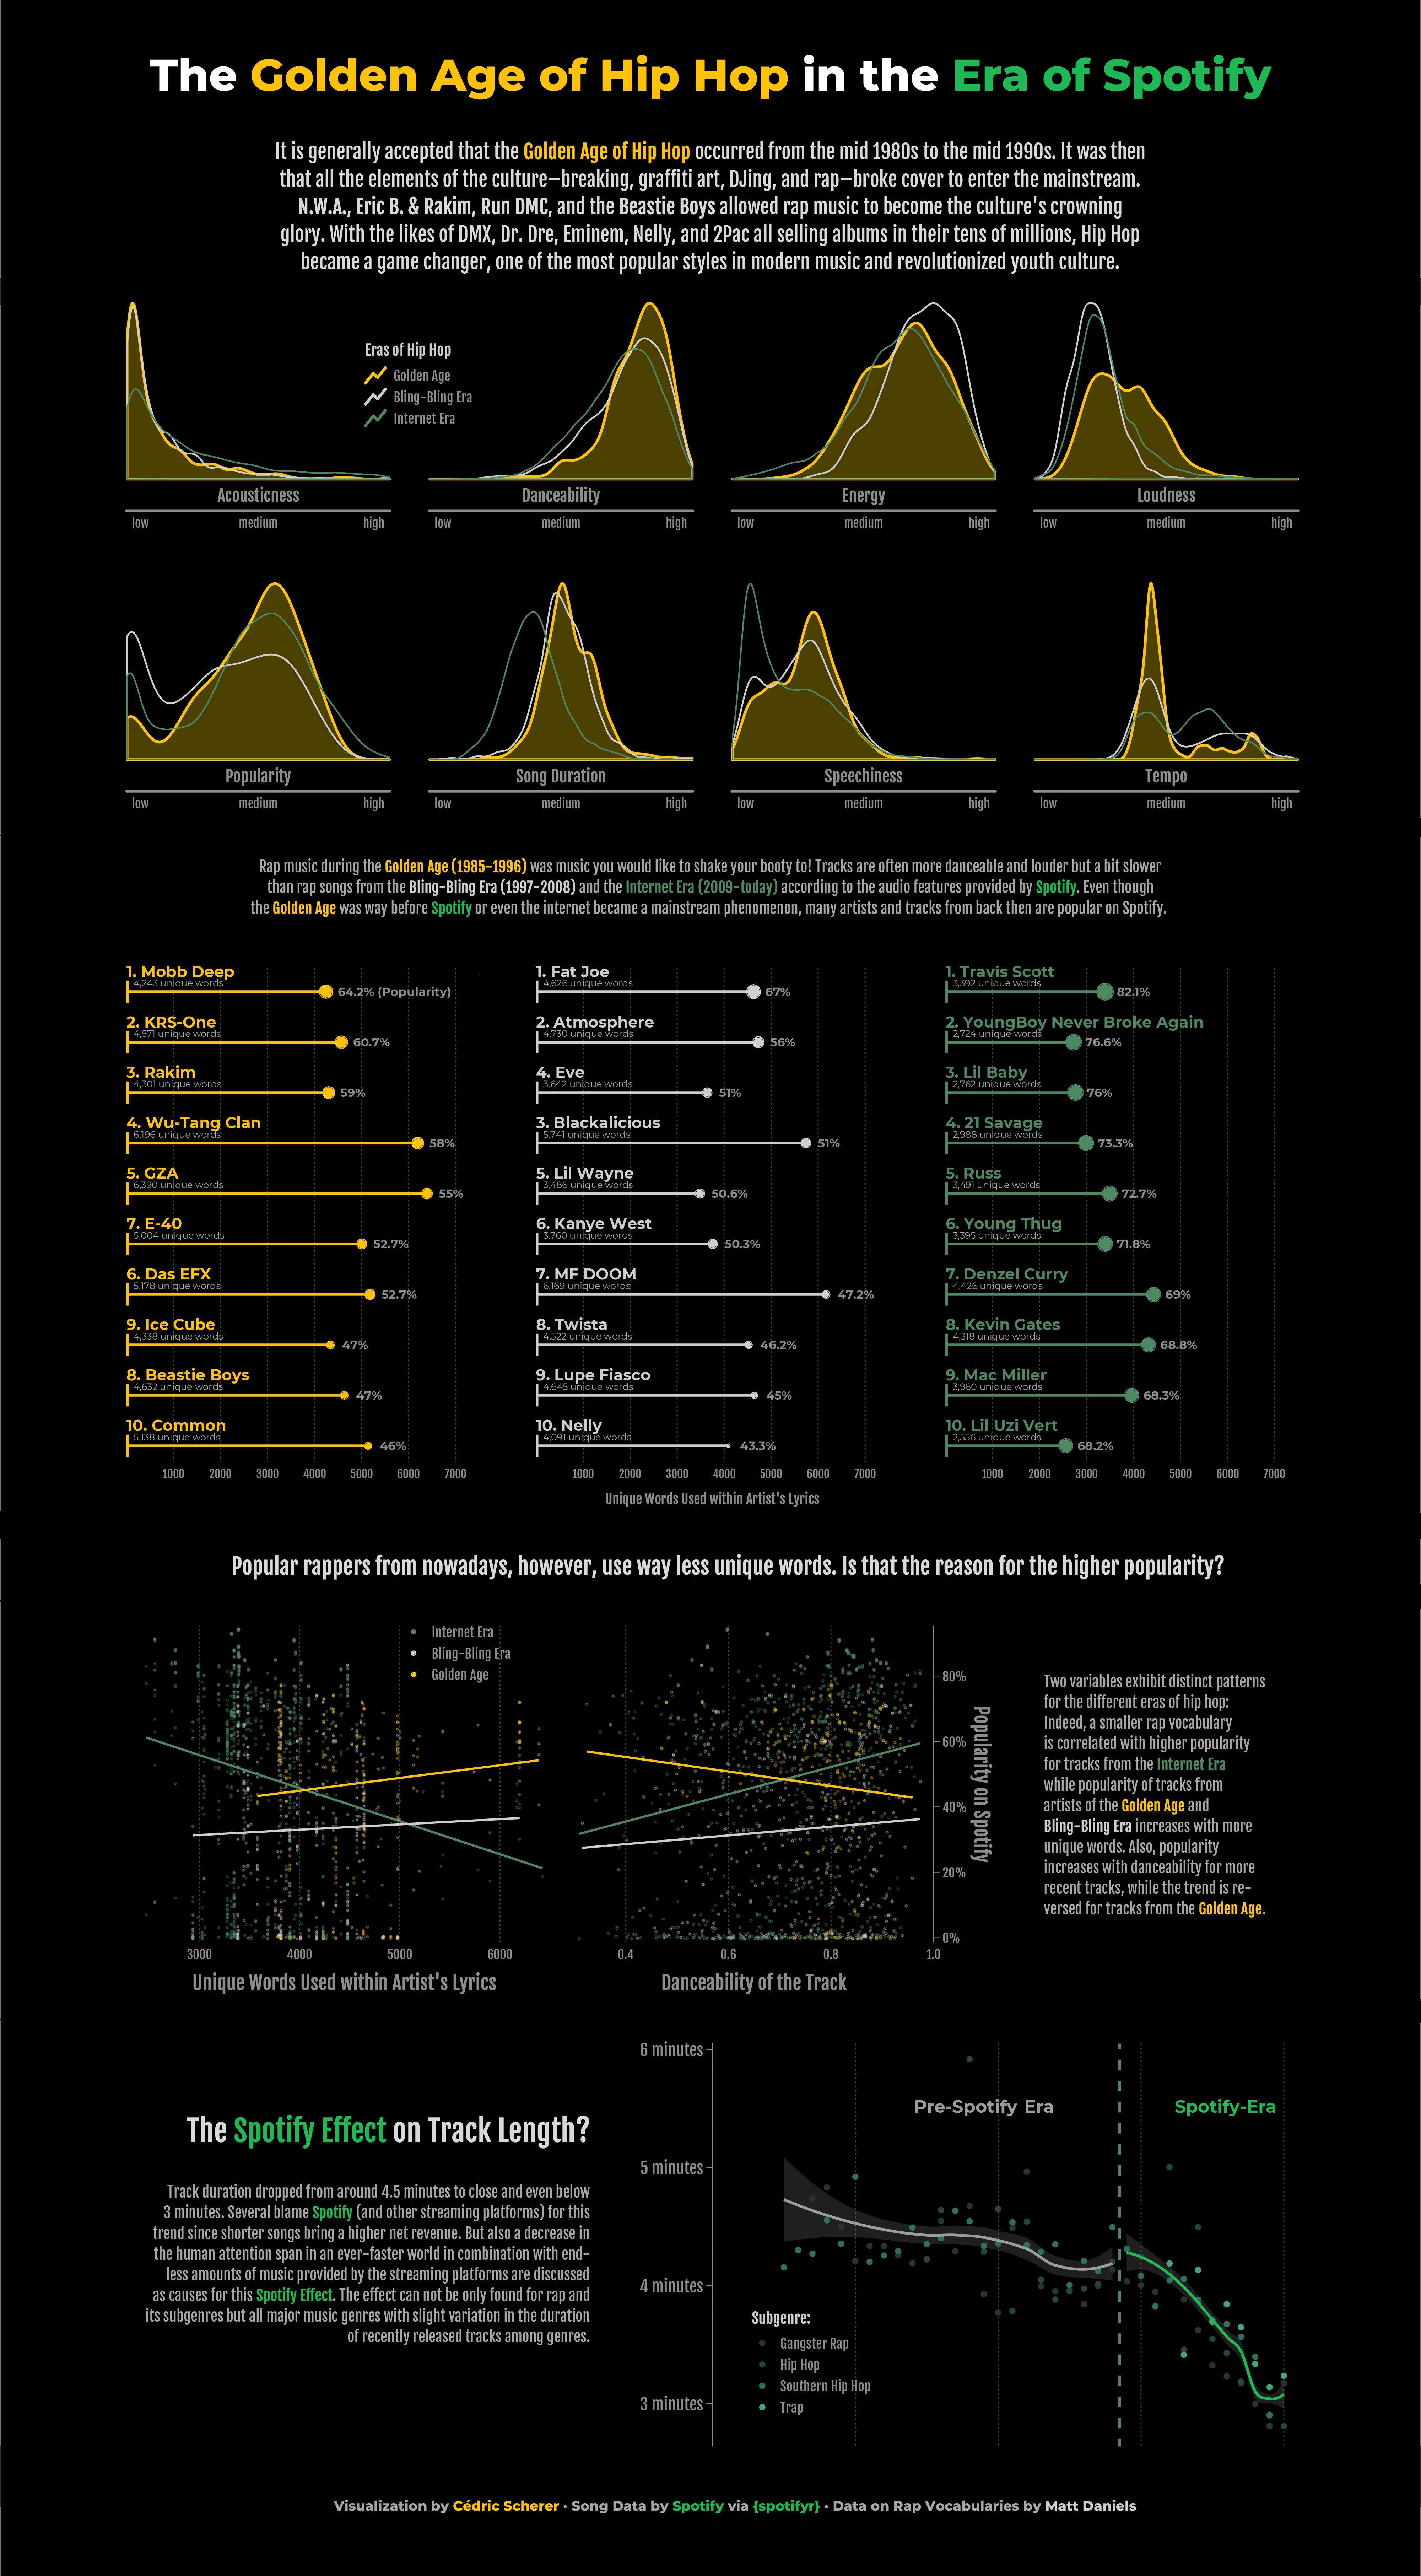 The Golden Age of Hip Hop in the Era of Spotify
It is generally accepted that the Golden Age of Hip Hop occurred from the mid 1980s to the mid 1990s. It was then
that all the elements of the culture–breaking, graffiti art, DJing, and rap–broke cover to enter the mainstream.
N.W.A., Eric B. & Rakim, Run DMC, and the Beastie Boys allowed rap music to become the culture's crowning
glory. With the likes of DMX, Dr. Dre, Eminem, Nelly, and 2Pac all selling albums in their tens of millions, Hip Hop
became a game changer, one of the most popular styles in modern music and revolutionized youth culture.
Eras of Hip Hop
Golden Age
Bling-Bling Era
Internet Era
Acousticness
low medium high
Danceability
low medium high
Energy
low medium high
Loudness
low medium high
Popularity
low medium high
Song Duration
low medium high
Speechiness
low medium high
Tempo
low medium high
Rap music during the Golden Age (1985-1996) was music you would like to shake your booty to! Tracks are often more danceable and louder but a bit slower
than rap songs from the Bling-Bling Era (1997-2008) and the Internet Era (2009-today) according to the audio features provided by Spotify. Even though
the Golden Age was way before Spotify or even the internet became a mainstream phenomenon, many artists and tracks from back then are popular on Spotify.
1. Mobb Deep
4,243 unique words
64.2% (Popularity)
2. KRS-One
4,571 unique words
60.7%
3. Rakim
4,301 unique words
59%
4. Wu-Tang Clan
6,196 unique words
58%
5. GZA
6,390 unique words
55%
7. E-40
5,004 unique words
52.7%
6. Das EFX
5,178 unique words
52.7%
9. Ice Cube
4,338 unique words
47%
8. Beastie Boys
4,632 unique words
47%
10. Common
5,138 unique words
46%
1000 2000 3000 4000 5000 6000 7000
1. Fat Joe
4,626 unique words
67%
2. Atmosphere
4,730 unique words
56%
4. Eve
3,642 unique words
51%
3. Blackalicious
5,741 unique words
51%
5. Lil Wayne
3,486 unique words
50.6%
6. Kanye West
3,760 unique words
50.3%
7. MF DOOM
6,169 unique words
47.2%
8. Twista
4,522 unique words
46.2%
9. Lupe Fiasco
4,645 unique words
45%
10. Nelly
4,091 unique words
43.3%
1000 2000 3000 4000 5000 6000 7000
1. Travis Scott
3,392 unique words
82.1%
2. YoungBoy Never Broke Again
2,724 unique words
76.6%
3. Lil Baby
2,762 unique words
76%
4. 21 Savage
2,988 unique words
73.3%
5. Russ
3,491 unique words
72.7%
6. Young Thug
3,395 unique words
71.8%
7. Denzel Curry
4,426 unique words
69%
8. Kevin Gates
4,318 unique words
68.8%
9. Mac Miller
3,960 unique words
68.3%
10. Lil Uzi Vert
2,556 unique words
68.2%
1000 2000 3000 4000 5000 6000 7000
Unique Words Used within Artist's Lyrics
Popular rappers from nowadays, however, use way less unique words. Is that the reason for the higher popularity?
Internet Era
Bling-Bling Era
Golden Age
3000 4000 5000 6000
Unique Words Used within Artist's Lyrics
0.4 0.6 0.8 1.0
Danceability of the Track
80%
60%
40%
20%
0%
Popularity on Spotify
Two variables exhibit distinct patterns
for the different eras of hip hop:
Indeed, a smaller rap vocabulary
is correlated with higher popularity
for tracks from the Internet Era
while popularity of tracks from
artists of the Golden Age and
Bling-Bling Era increases with more
unique words. Also, popularity
increases with danceability for more
recent tracks, while the trend is re-
versed for tracks from the Golden Age.
The Spotify Effect on Track Length?
Track duration dropped from around 4.5 minutes to close and even below
3 minutes. Several blame Spotify (and other streaming platforms) for this
trend since shorter songs bring a higher net revenue. But also a decrease in
the human attention span in an ever-faster world in combination with end-
less amounts of music provided by the streaming platforms are discussed
as causes for this Spotify Effect. The effect can not be only found for rap and
its subgenres but all major music genres with slight variation in the duration
of recently released tracks among genres.
6 minutes
5 minutes
4 minutes
3 minutes
Pre-Spotify Era
Spotify-Era
Subgenre:
Gangster Rap
Hip Hop
Southern Hip Hop
Trap
Visualization by Cédric Scherer · Song Data by Spotify via {spotifyr} · Data on Rap Vocabularies by Matt Daniels